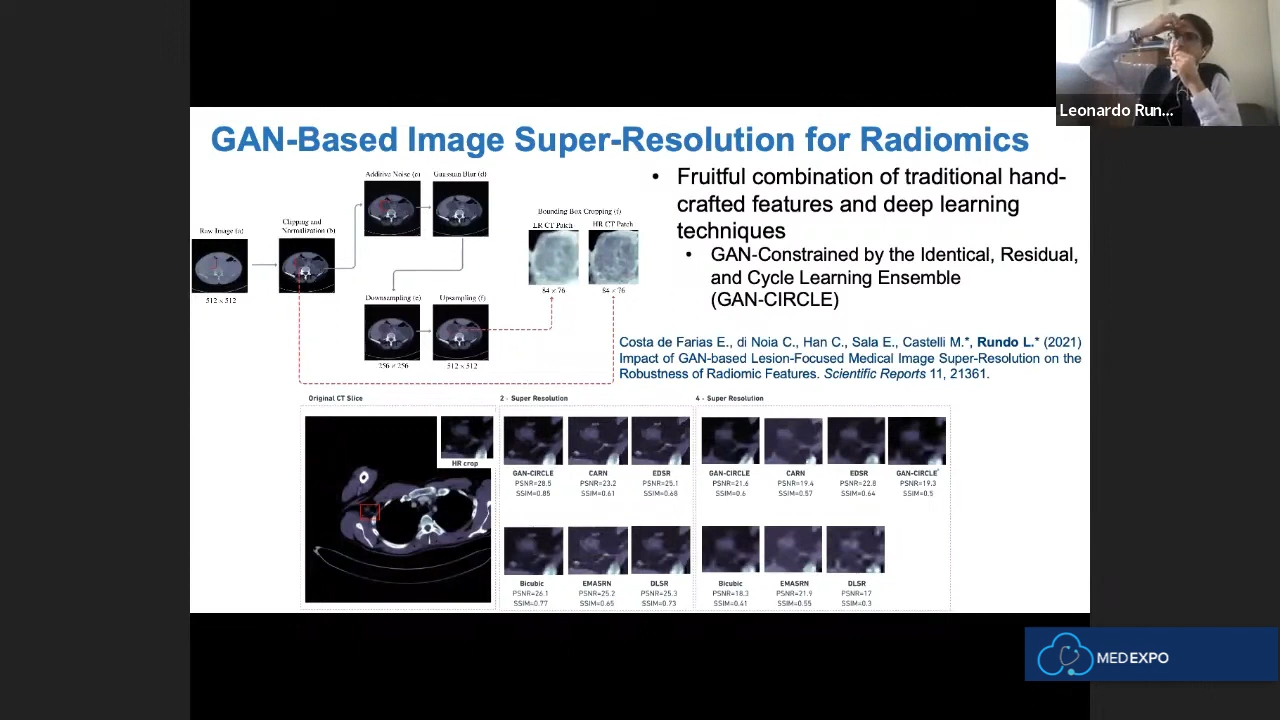 Leonardo Run...
GAN-Based Image Super-Resolution for Radiomics
Additive Noise (c)
Gaussian Blur (d)
Raw Image (a)
Clipping and
Normalization (b)
512 × 512
Bounding Box Cropping (f)
LR CT Patch
HR CT Patch
84 × 76
84 × 76
Downsampling (e)
Upsampling (f)
256 × 256
512 × 512
• Fruitful combination of traditional hand-
crafted features and deep learning
techniques
• GAN-Constrained by the Identical, Residual,
and Cycle Learning Ensemble
(GAN-CIRCLE)
Costa de Farias E., di Noia C., Han C., Sala E., Castelli M.*, Rundo L.* (2021)
Impact of GAN-based Lesion-Focused Medical Image Super-Resolution on the
Robustness of Radiomic Features. Scientific Reports 11, 21361.
Original CT Slice
HR crop
2 - Super Resolution
GAN-CIRCLE
PSNR=28.5
SSIM=0.85
CARN
PSNR=23.2
SSIM=0.61
EDSR
PSNR=25.1
SSIM=0.68
Bicubic
PSNR=26.1
SSIM=0.77
EMASRN
PSNR=25.2
SSIM=0.65
DLSR
PSNR=25.3
SSIM=0.73
4 - Super Resolution
GAN-CIRCLE
PSNR=21.6
SSIM=0.6
CARN
PSNR=19.4
SSIM=0.57
EDSR
PSNR=22.8
SSIM=0.64
GAN-CIRCLE*
PSNR=19.3
SSIM=0.5
Bicubic
PSNR=18.3
SSIM=0.41
EMASRN
PSNR=21.9
SSIM=0.55
DLSR
PSNR=17
SSIM=0.3
MEDEXPO